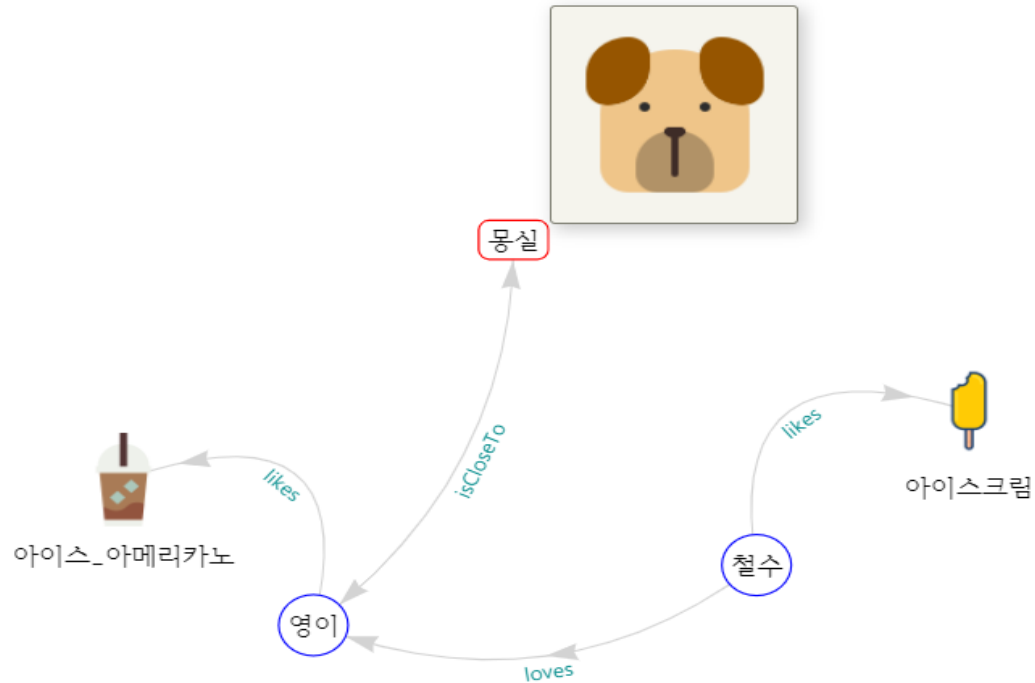 몽실
likes
아이스크림
isCloseTo
likes
아이스_아메리카노
철수
영이
loves